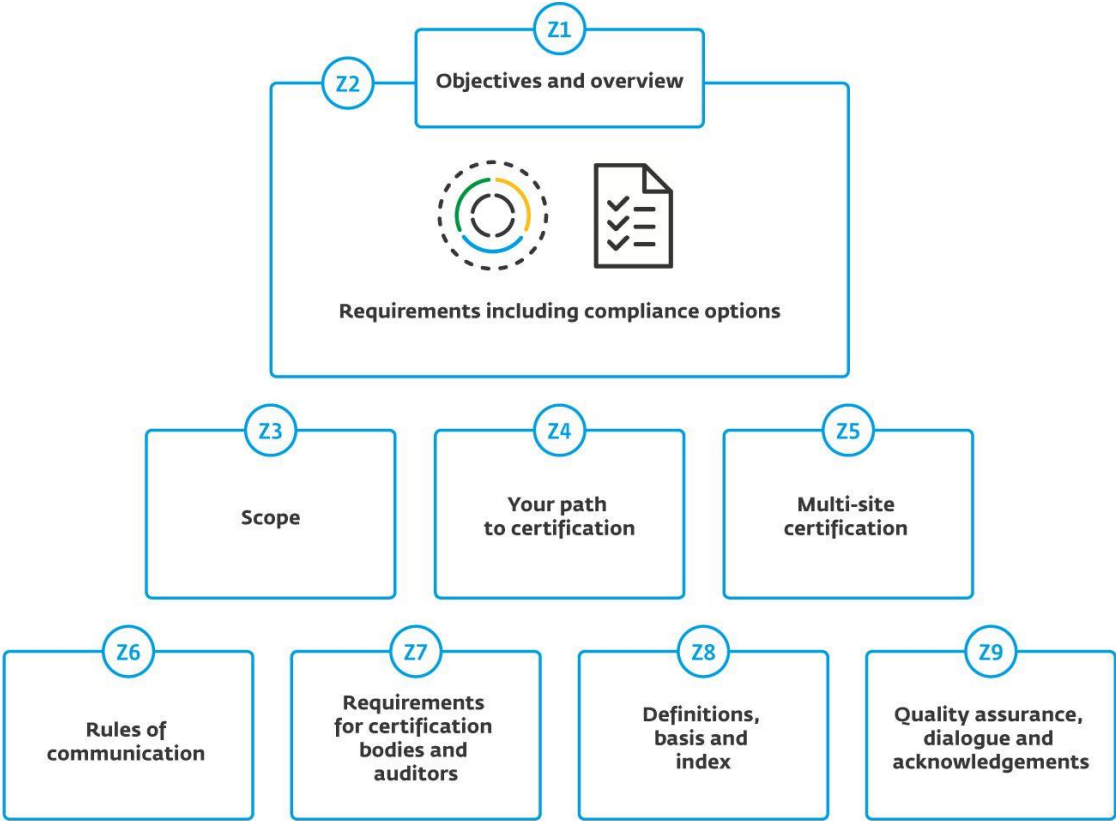 Z1
Objectives and overview
Z2
Requirements including compliance options
Z3
Scope
Z4
Your path
to certification
Z5
Multi-site
certification
Z6
Rules of
communication
Z7
Requirements
for certification
bodies and
auditors
Z8
Definitions,
basis and
index
Z9
Quality assurance,
dialogue and
acknowledgements